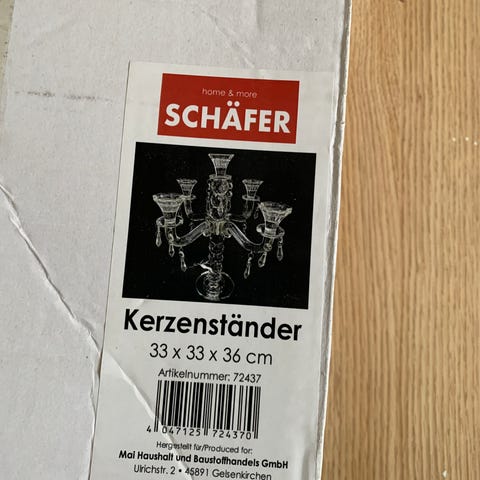 home & more
SCHÄFER
Kerzenständer
33 x 33 x 36 cm
Artikelnummer: 72437
4 047125 724370
Hergestellt für/Produced for:
Mai Haushalt und Baustoffhandels GmbH
Ulrichstr. 2 • 45891 Gelsenkirchen